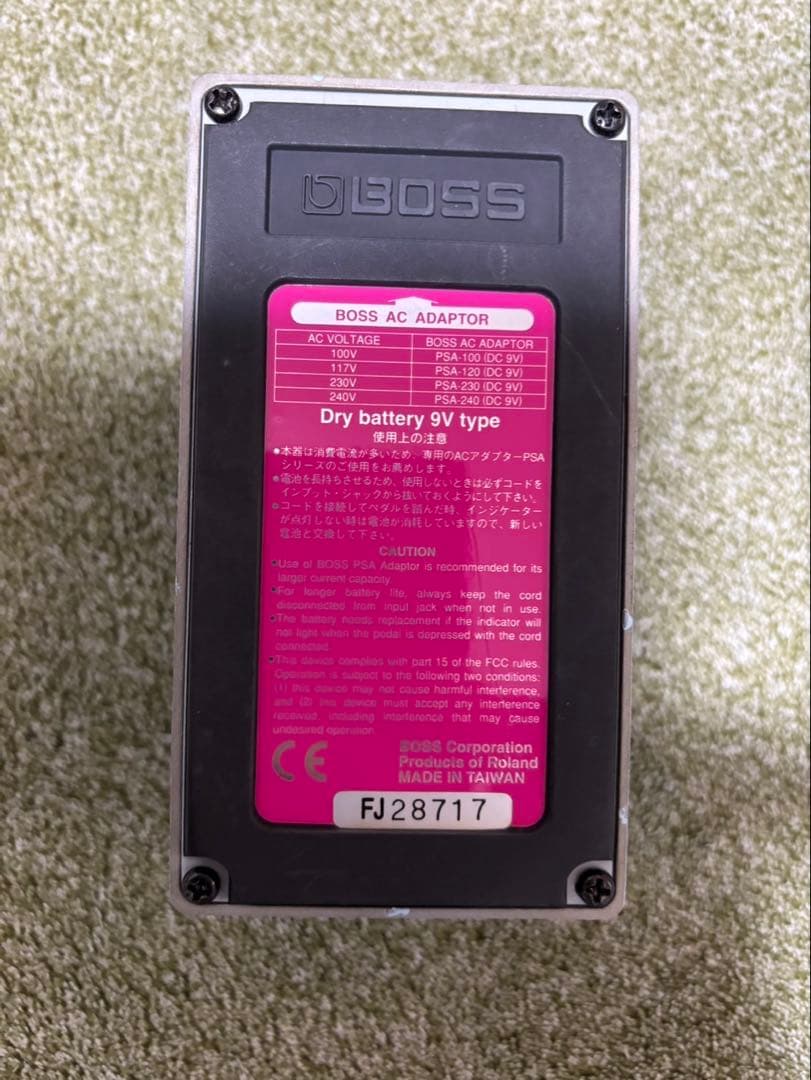 BOSS
BOSS AC ADAPTOR
AC VOLTAGE BOSS AC ADAPTOR
100V PSA-100 (DC 9V)
117V PSA-120 (DC 9V)
230V PSA-230 (DC 9V)
240V PSA-240 (DC 9V)
Dry battery 9V type
使用上の注意
●本器は消費電流が多いため、専用のACアダプターPSA
シリーズのご使用をお薦めします。
●電池を長持ちさせるため、使用しないときは必ずコードを
インプット・ジャックから抜いておくようにして下さい。
●コードを接続してペダルを踏んだ時、インジケーター
が点灯しない時は電池が消耗していますので、新しい
電池と交換して下さい。
CAUTION
●Use of BOSS PSA Adaptor is recommended for its
larger current capacity.
●For longer battery life, always keep the cord
disconnected from input jack when not in use.
●The battery needs replacement if the indicator will
not light when the pedal is depressed with the cord
connected.
●This device complies with part 15 of the FCC rules.
Operation is subject to the following two conditions:
(1) this device may not cause harmful interference,
and (2) this device must accept any interference
received, including interference that may cause
undesired operation.
CE
BOSS Corporation
Products of Roland
MADE IN TAIWAN
FJ28717